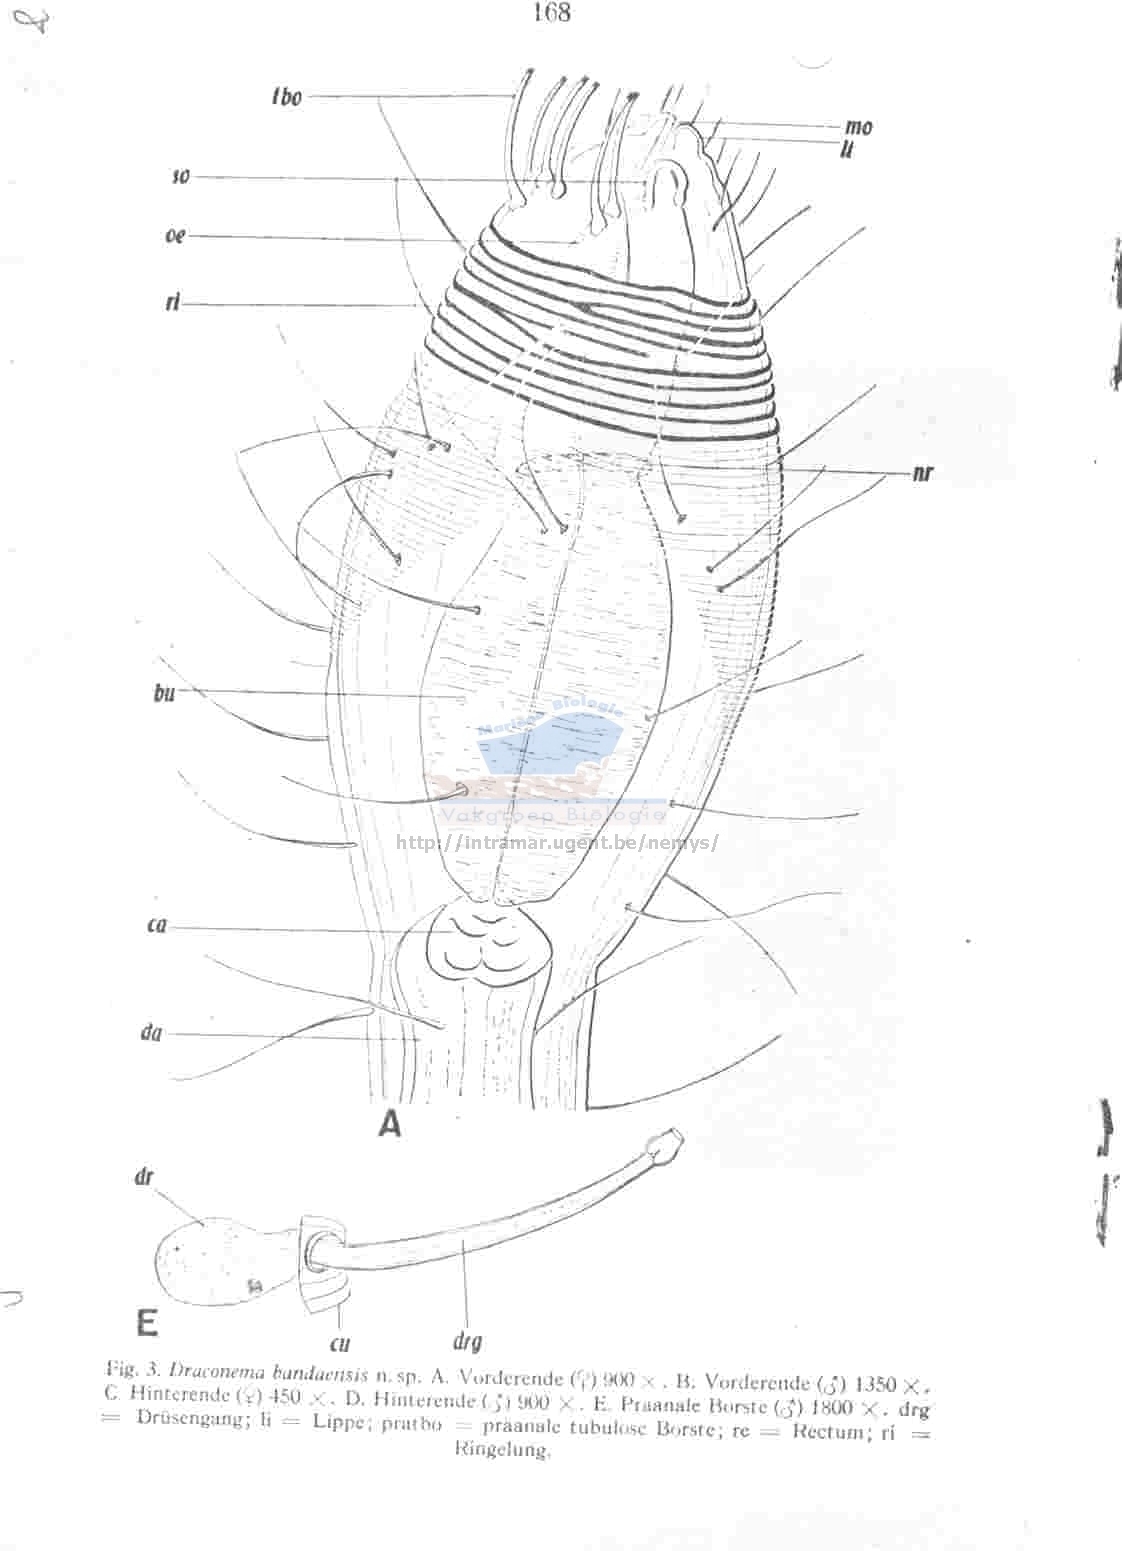 168
tbo
mo
li
so
oe
ri
nr
bu
Mariene Biologie
Vakgroep Biologie
http://intramar.ugent.be/nemys/
ca
da
A
dr
E
cu
drg
Fig. 3. Draconema bandaensis n. sp. A. Vorderende (♀) 900 ×. B. Vorderende (♂) 1350 ×.
C. Hinterende (♀) 450 ×. D. Hinterende (♂) 900 ×. E. Präanale Borste (♂) 1800 ×. drg
= Drüsengang; li = Lippe; pratbo = präanale tubulose Borste; re = Rectum; ri =
Ringelung.